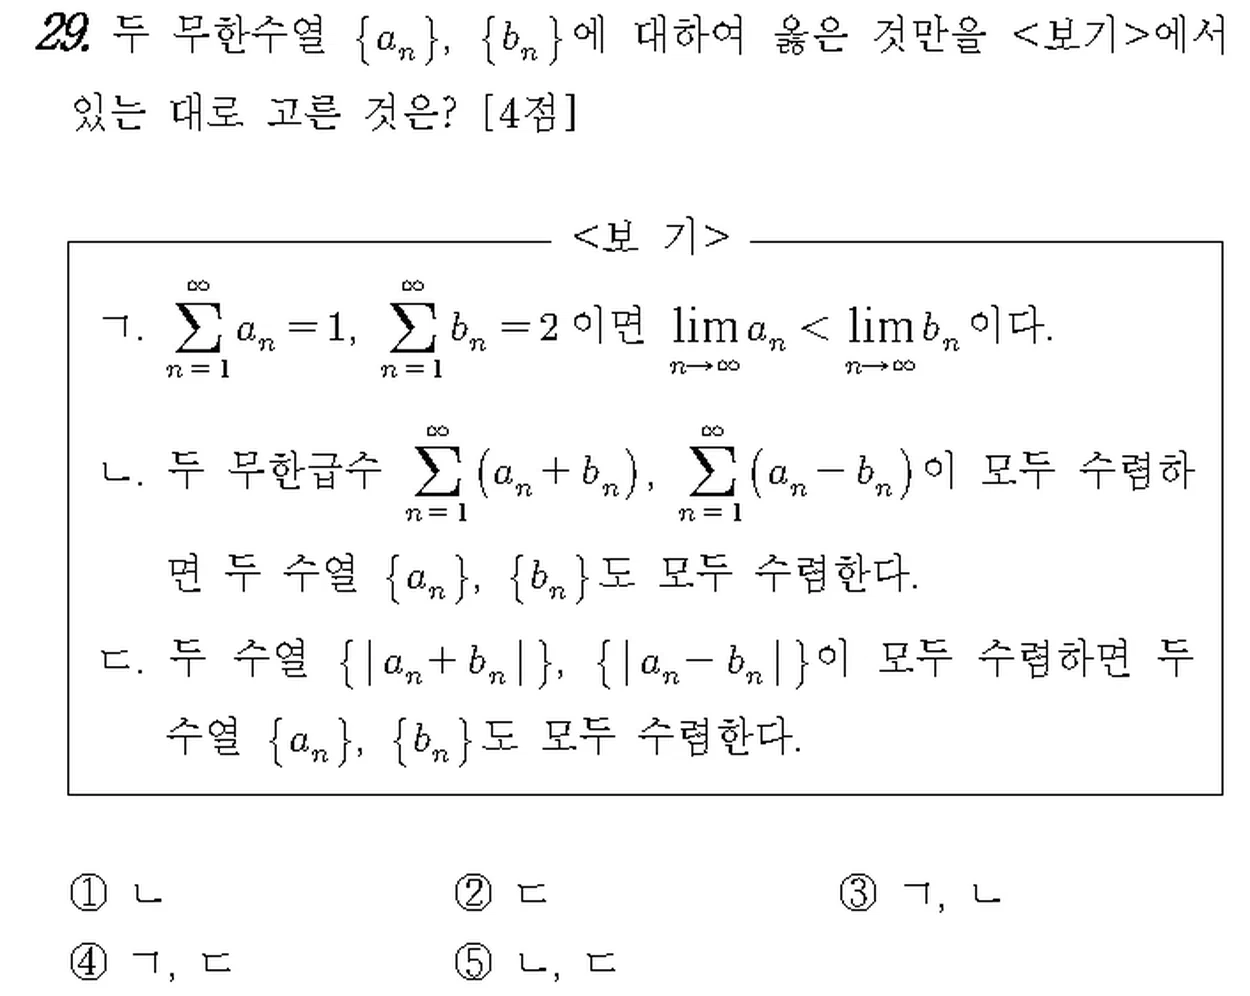 29. 두 무한수열 {aₙ}, {bₙ}에 대하여 옳은 것만을 <보기>에서
있는 대로 고른 것은? [4점]
<보 기>
ㄱ. ∑_{n=1}^{∞} aₙ = 1, ∑_{n=1}^{∞} bₙ = 2 이면 lim_{n→∞} aₙ < lim_{n→∞} bₙ 이다.
ㄴ. 두 무한급수 ∑_{n=1}^{∞} (aₙ + bₙ), ∑_{n=1}^{∞} (aₙ − bₙ)이 모두 수렴하
면 두 수열 {aₙ}, {bₙ}도 모두 수렴한다.
ㄷ. 두 수열 {|aₙ + bₙ|}, {|aₙ − bₙ|}이 모두 수렴하면 두
수열 {aₙ}, {bₙ}도 모두 수렴한다.
① ㄴ ② ㄷ ③ ㄱ, ㄴ
④ ㄱ, ㄷ ⑤ ㄴ, ㄷ